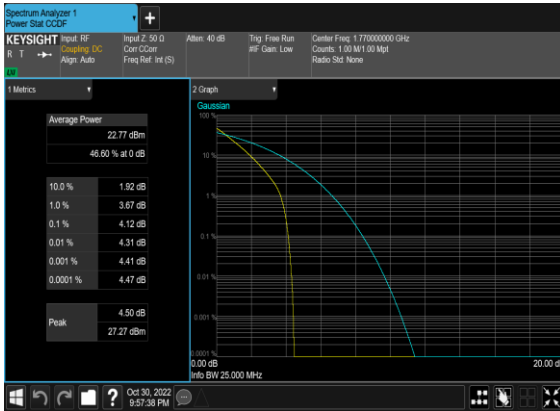 Spectrum Analyzer 1
Power Stat CCDF
KEYSIGHT
R T
LXI
Input: RF
Coupling: DC
Align: Auto
Input Z: 50 Ω
Corr CCorr
Freq Ref: Int (S)
Atten: 40 dB
Trig: Free Run
#IF Gain: Low
Center Freq: 1.770000000 GHz
Counts: 1.00 M/1.00 Mpt
Radio Std: None
1 Metrics
Average Power
22.77 dBm
46.60 % at 0 dB
10.0 % 1.92 dB
1.0 % 3.67 dB
0.1 % 4.12 dB
0.01 % 4.31 dB
0.001 % 4.41 dB
0.0001 % 4.47 dB
Peak
4.50 dB
27.27 dBm
2 Graph
Gaussian
100 %
10 %
1 %
0.1 %
0.01 %
0.001 %
0.0001 %
0.00 dB
20.00 d
Info BW 25.000 MHz
?
Oct 30, 2022
9:57:38 PM